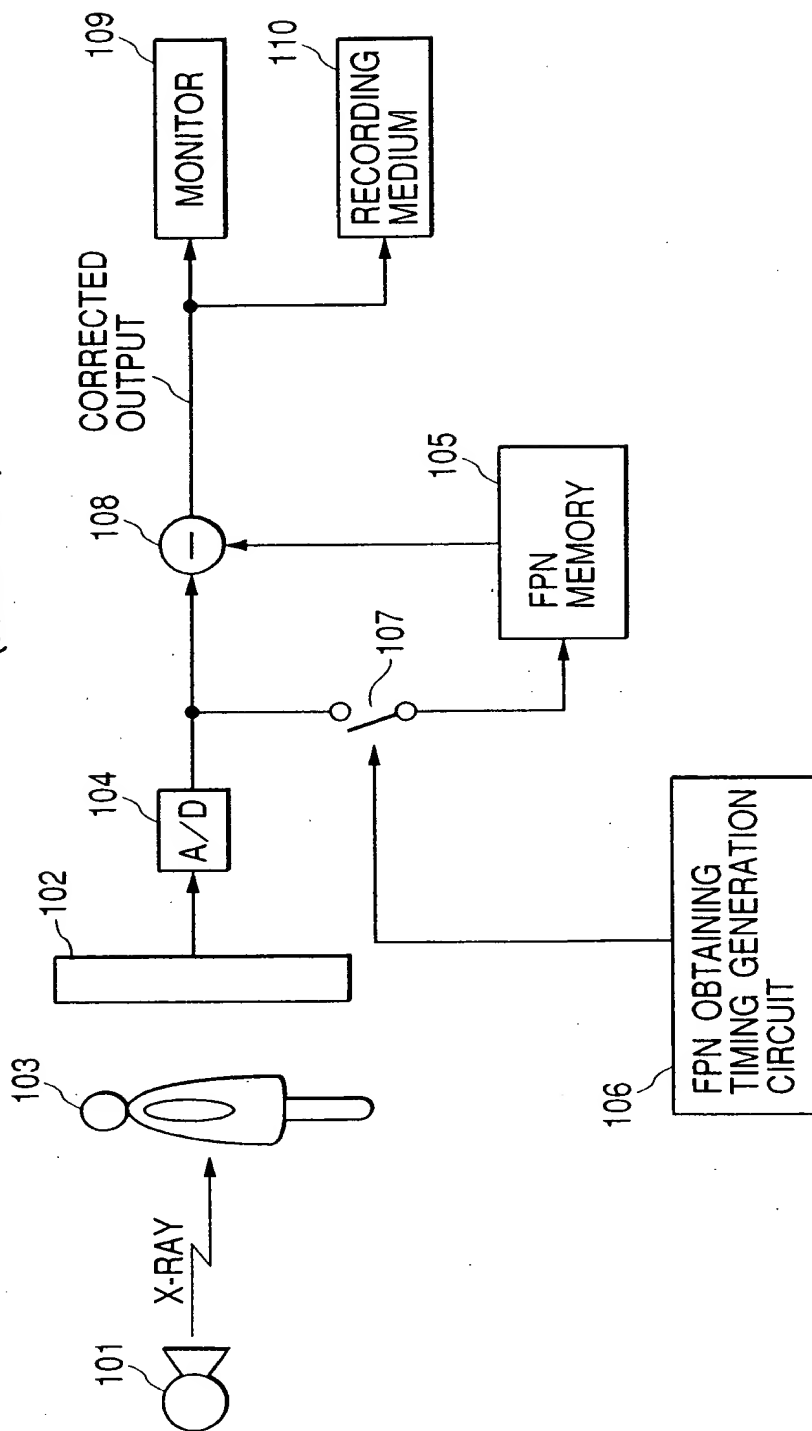 101
X-RAY
103
102
104
A/D
108
CORRECTED
OUTPUT
109
MONITOR
110
RECORDING
MEDIUM
107
105
FPN
MEMORY
106
FPN OBTAINING
TIMING GENERATION
CIRCUIT